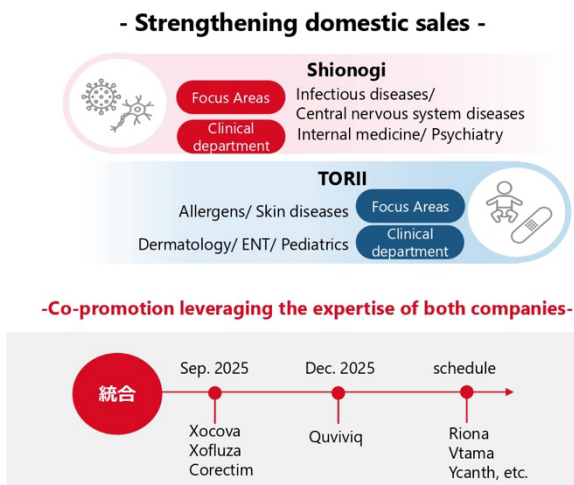 - Strengthening domestic sales -
Shionogi
Focus Areas
Infectious diseases/
Central nervous system diseases
Clinical
department
Internal medicine/ Psychiatry
TORII
Allergens/ Skin diseases
Focus Areas
Dermatology/ ENT/ Pediatrics
Clinical
department
-Co-promotion leveraging the expertise of both companies-
統合
Sep. 2025
Dec. 2025
schedule
Xocova
Xofluza
Corectim
Quviviq
Riona
Vtama
Ycanth, etc.